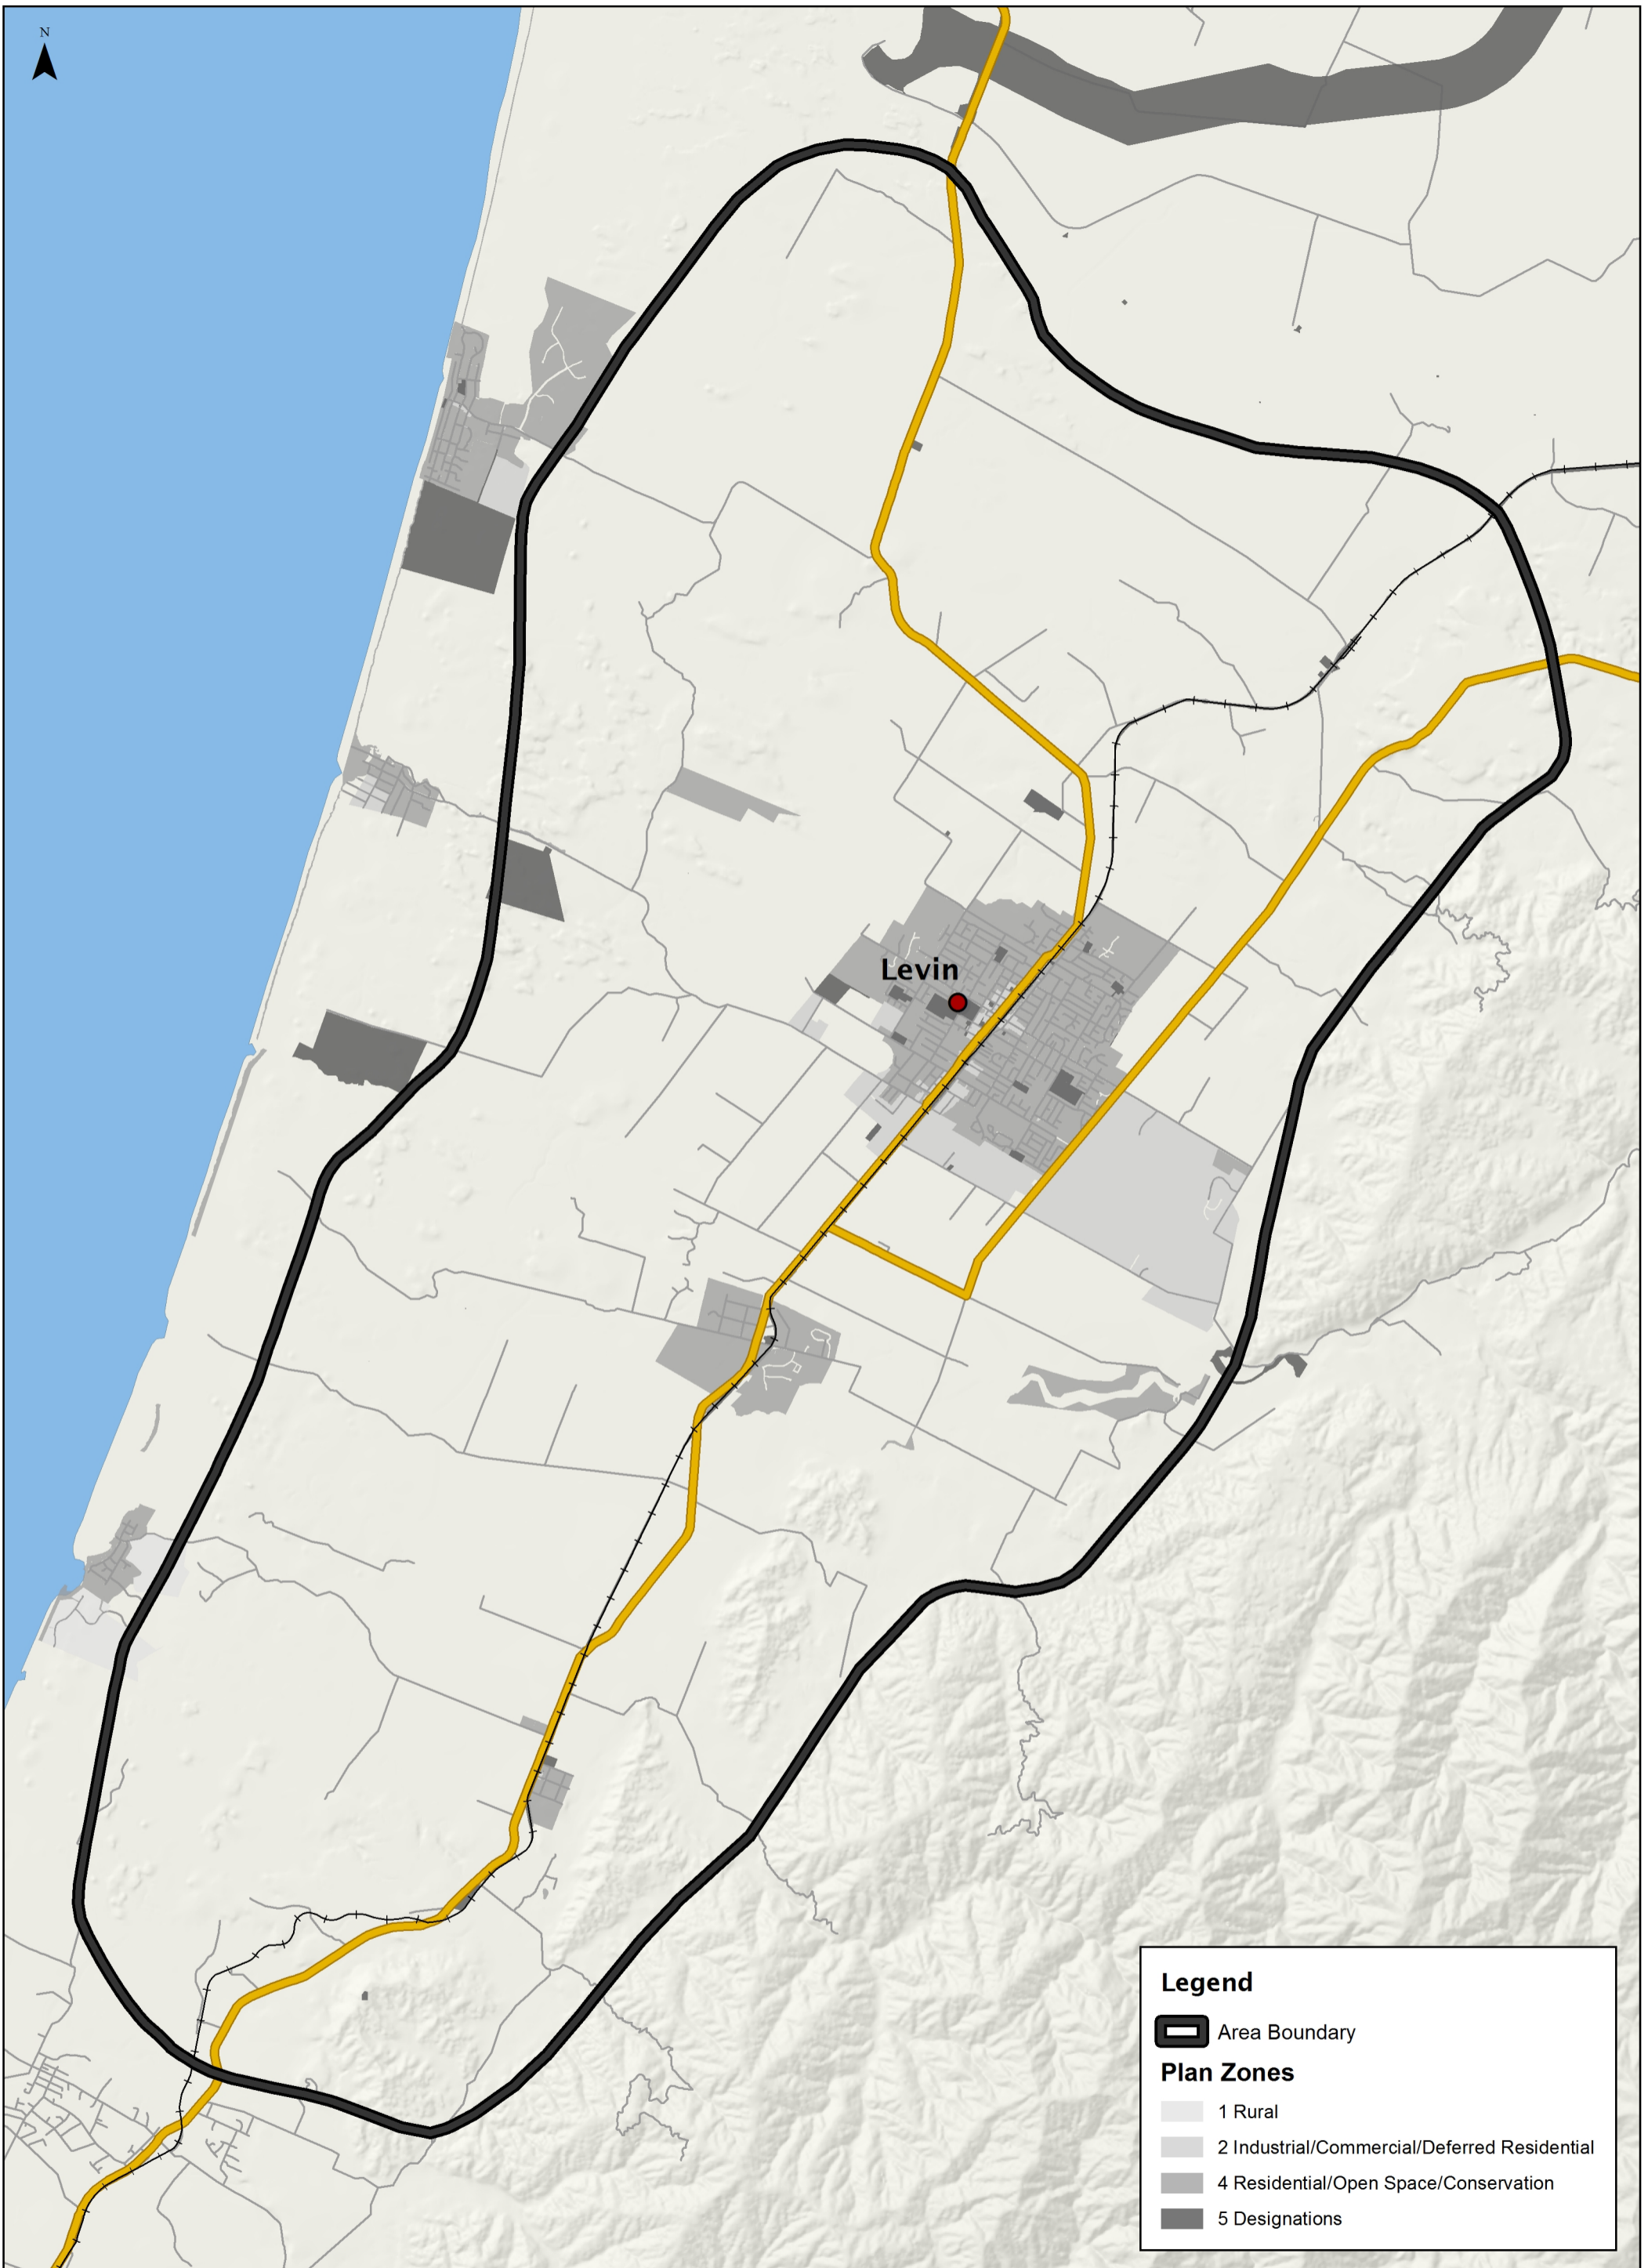 N
Levin
Legend
Area Boundary
Plan Zones
1 Rural
2 Industrial/Commercial/Deferred Residential
4 Residential/Open Space/Conservation
5 Designations